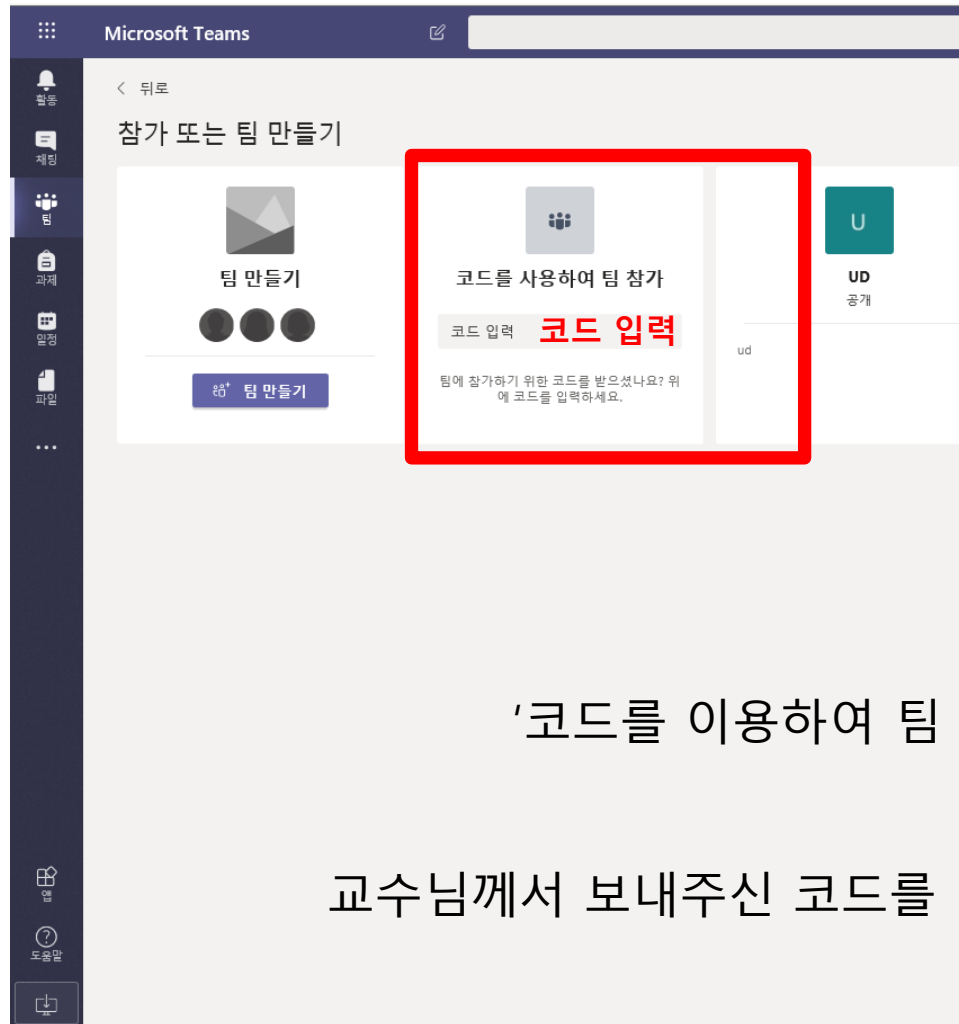 Microsoft Teams
활동
채팅
팀
과제
일정
파일
앱
도움말
뒤로
참가 또는 팀 만들기
팀 만들기
팀 만들기
코드를 사용하여 팀 참가
코드 입력 코드 입력
팀에 참가하기 위한 코드를 받으셨나요? 위
에 코드를 입력하세요.
U
UD
공개
ud
'코드를 이용하여 팀
교수님께서 보내주신 코드를